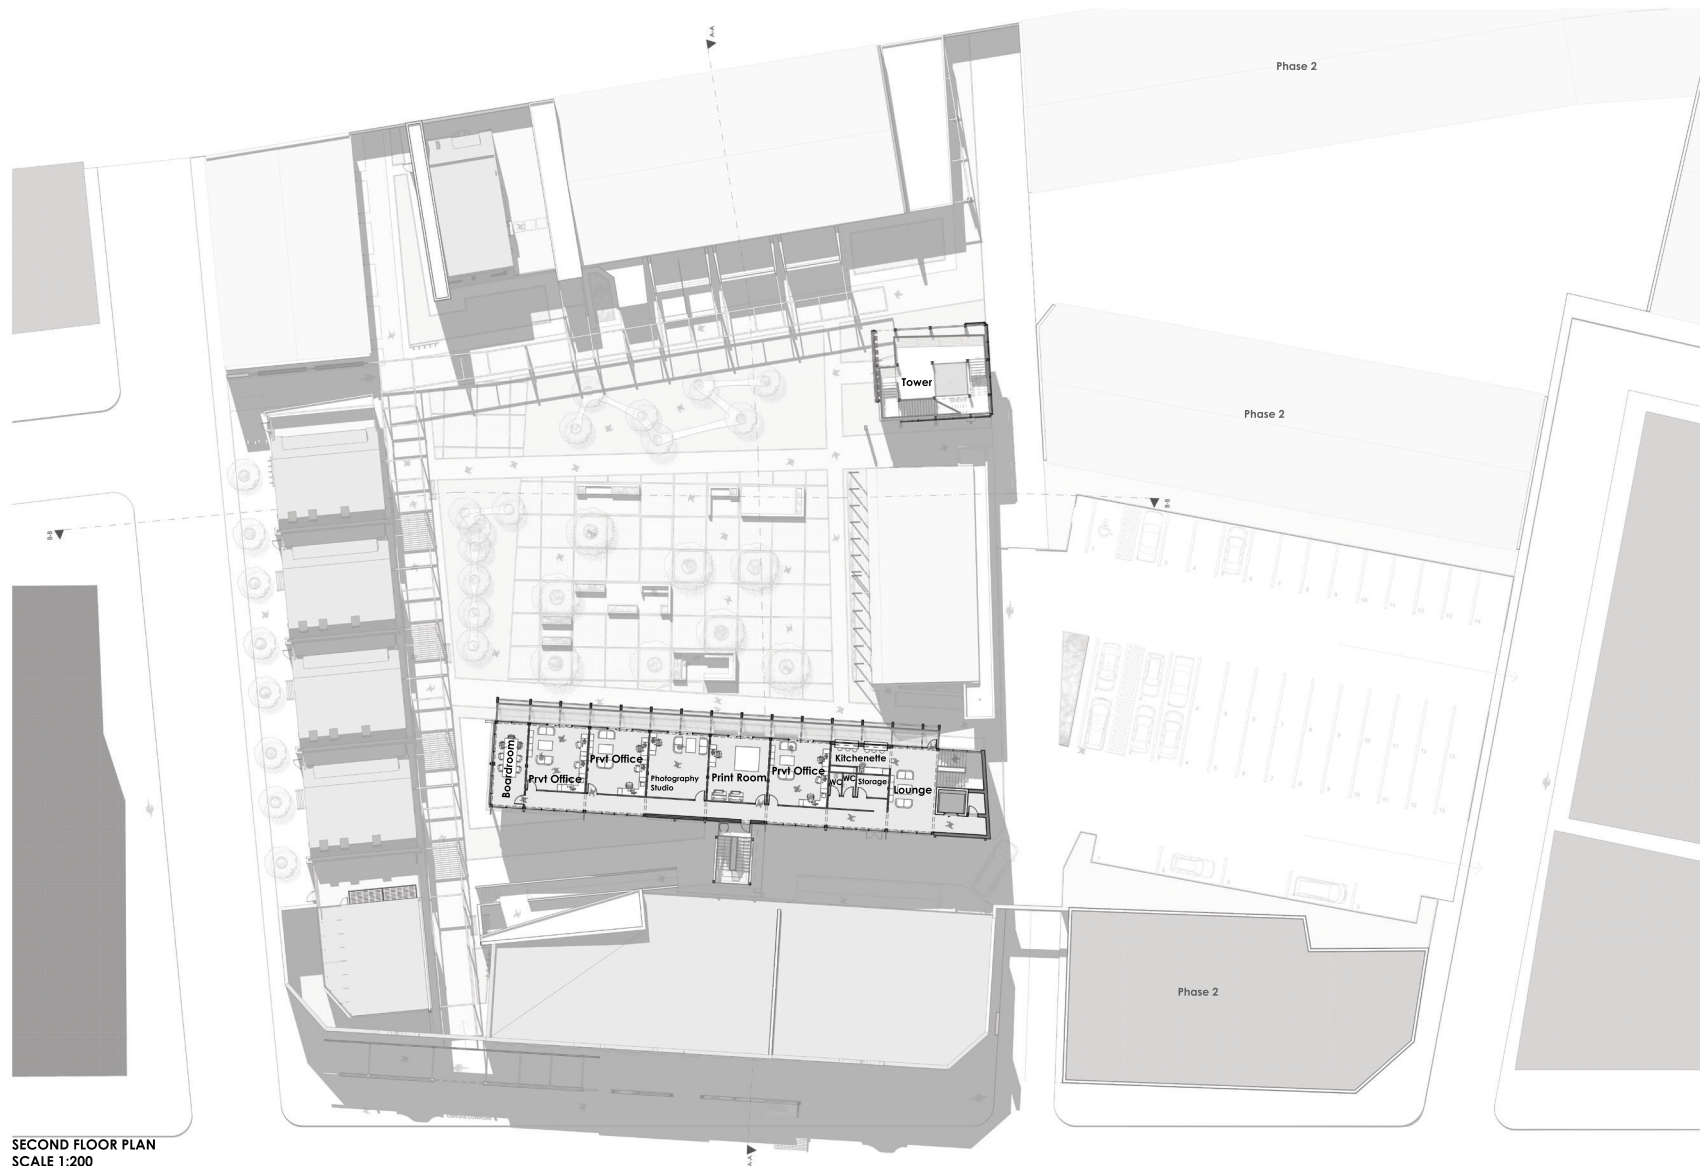 A-A
Phase 2
Tower
Phase 2
B-B
B-B
Boardroom
Prvt Office
Prvt Office
Photography
Studio
Print Room
Prvt Office
Kitchenette
WC
WC
Storage
Lounge
Phase 2
SECOND FLOOR PLAN
SCALE 1:200
A-A